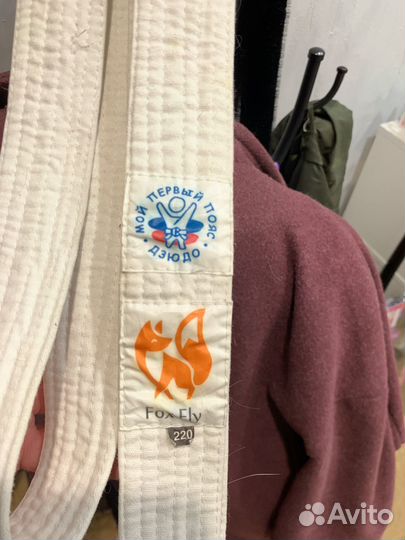 МОЙ ПЕРВЫЙ ПОЯС
· ДЗЮДО ·
Fox Fly
220
Avito